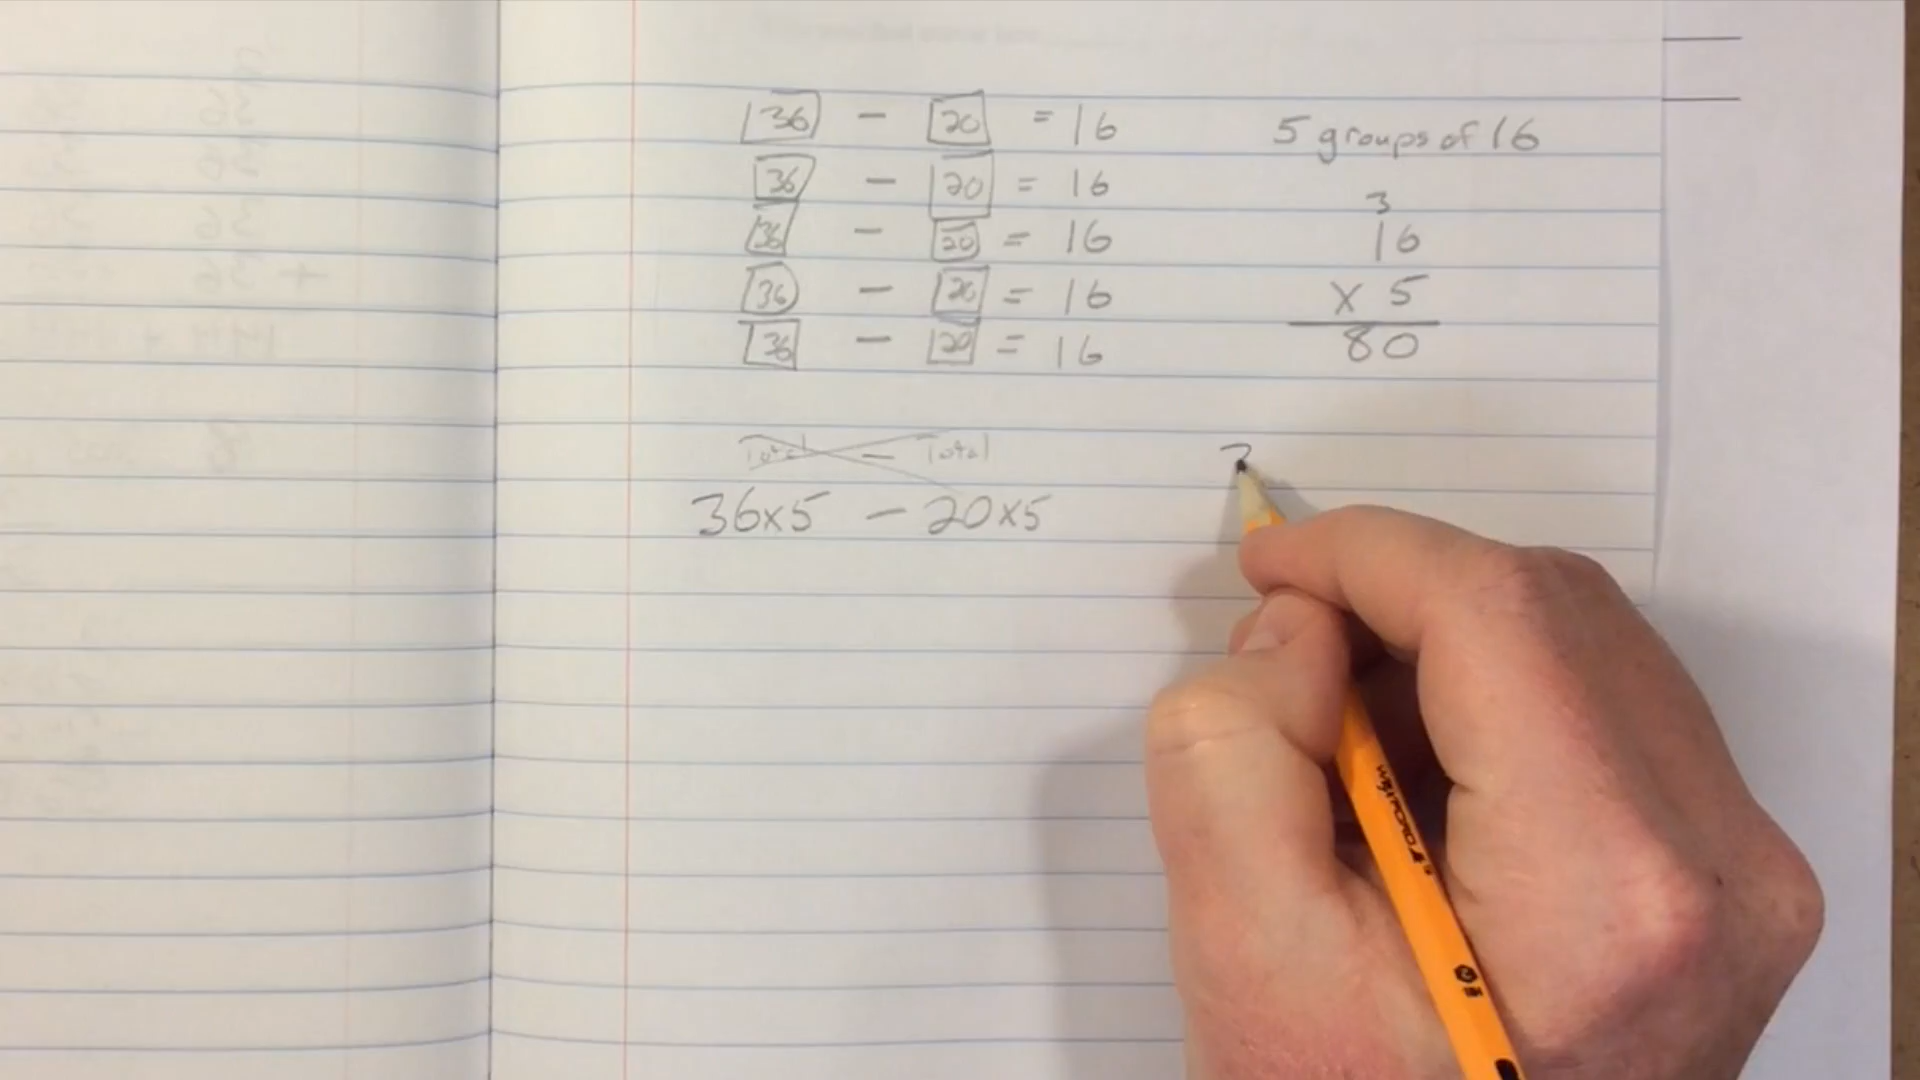 36 - 20 = 16
36 - 20 = 16
36 - 20 = 16
36 - 20 = 16
36 - 20 = 16
5 groups of 16
3
16
x 5
80
Total - Total
36x5 - 20x5